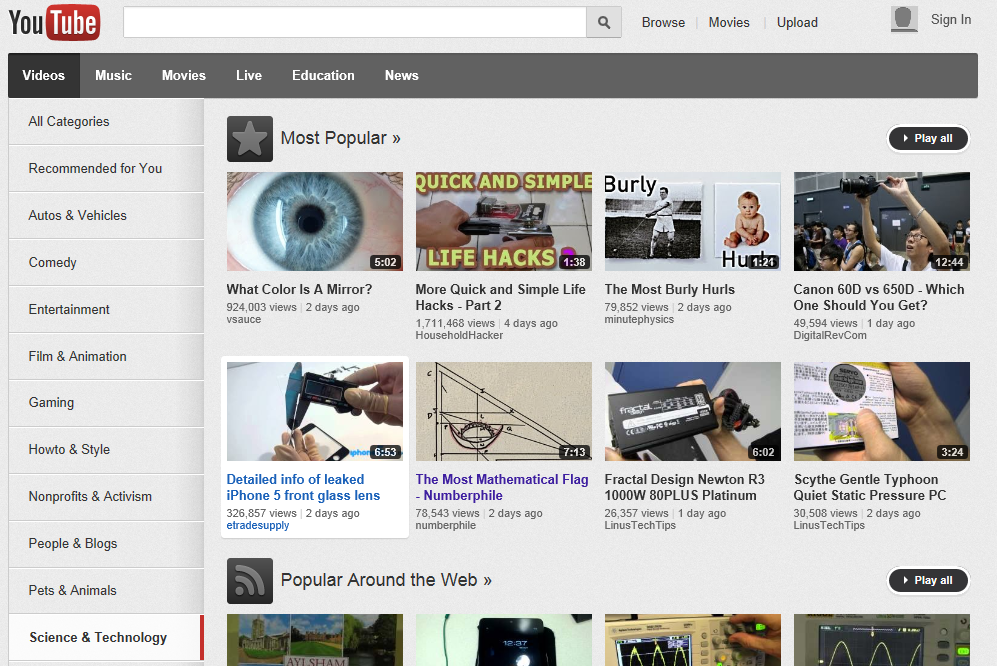 YouTube
Browse
Movies
Upload
Sign In
Videos
Music
Movies
Live
Education
News
All Categories
Recommended for You
Autos & Vehicles
Comedy
Entertainment
Film & Animation
Gaming
Howto & Style
Nonprofits & Activism
People & Blogs
Pets & Animals
Science & Technology
Most Popular »
Play all
5:02
What Color Is A Mirror?
924,003 views | 2 days ago
vsauce
QUICK AND SIMPLE
LIFE HACKS
1:38
More Quick and Simple Life
Hacks - Part 2
1,711,468 views | 4 days ago
HouseholdHacker
Burly
1:21
The Most Burly Hurls
79,852 views | 2 days ago
minutephysics
12:44
Canon 60D vs 650D - Which
One Should You Get?
49,594 views | 1 day ago
DigitalRevCom
6:53
Detailed info of leaked
iPhone 5 front glass lens
326,857 views | 2 days ago
etradesupply
7:13
The Most Mathematical Flag
- Numberphile
78,543 views | 2 days ago
numberphile
fractal
6:02
Fractal Design Newton R3
1000W 80PLUS Platinum
26,357 views | 1 day ago
LinusTechTips
3:24
Scythe Gentle Typhoon
Quiet Static Pressure PC
30,508 views | 2 days ago
LinusTechTips
Popular Around the Web »
Play all
AYLSHAM
12:37